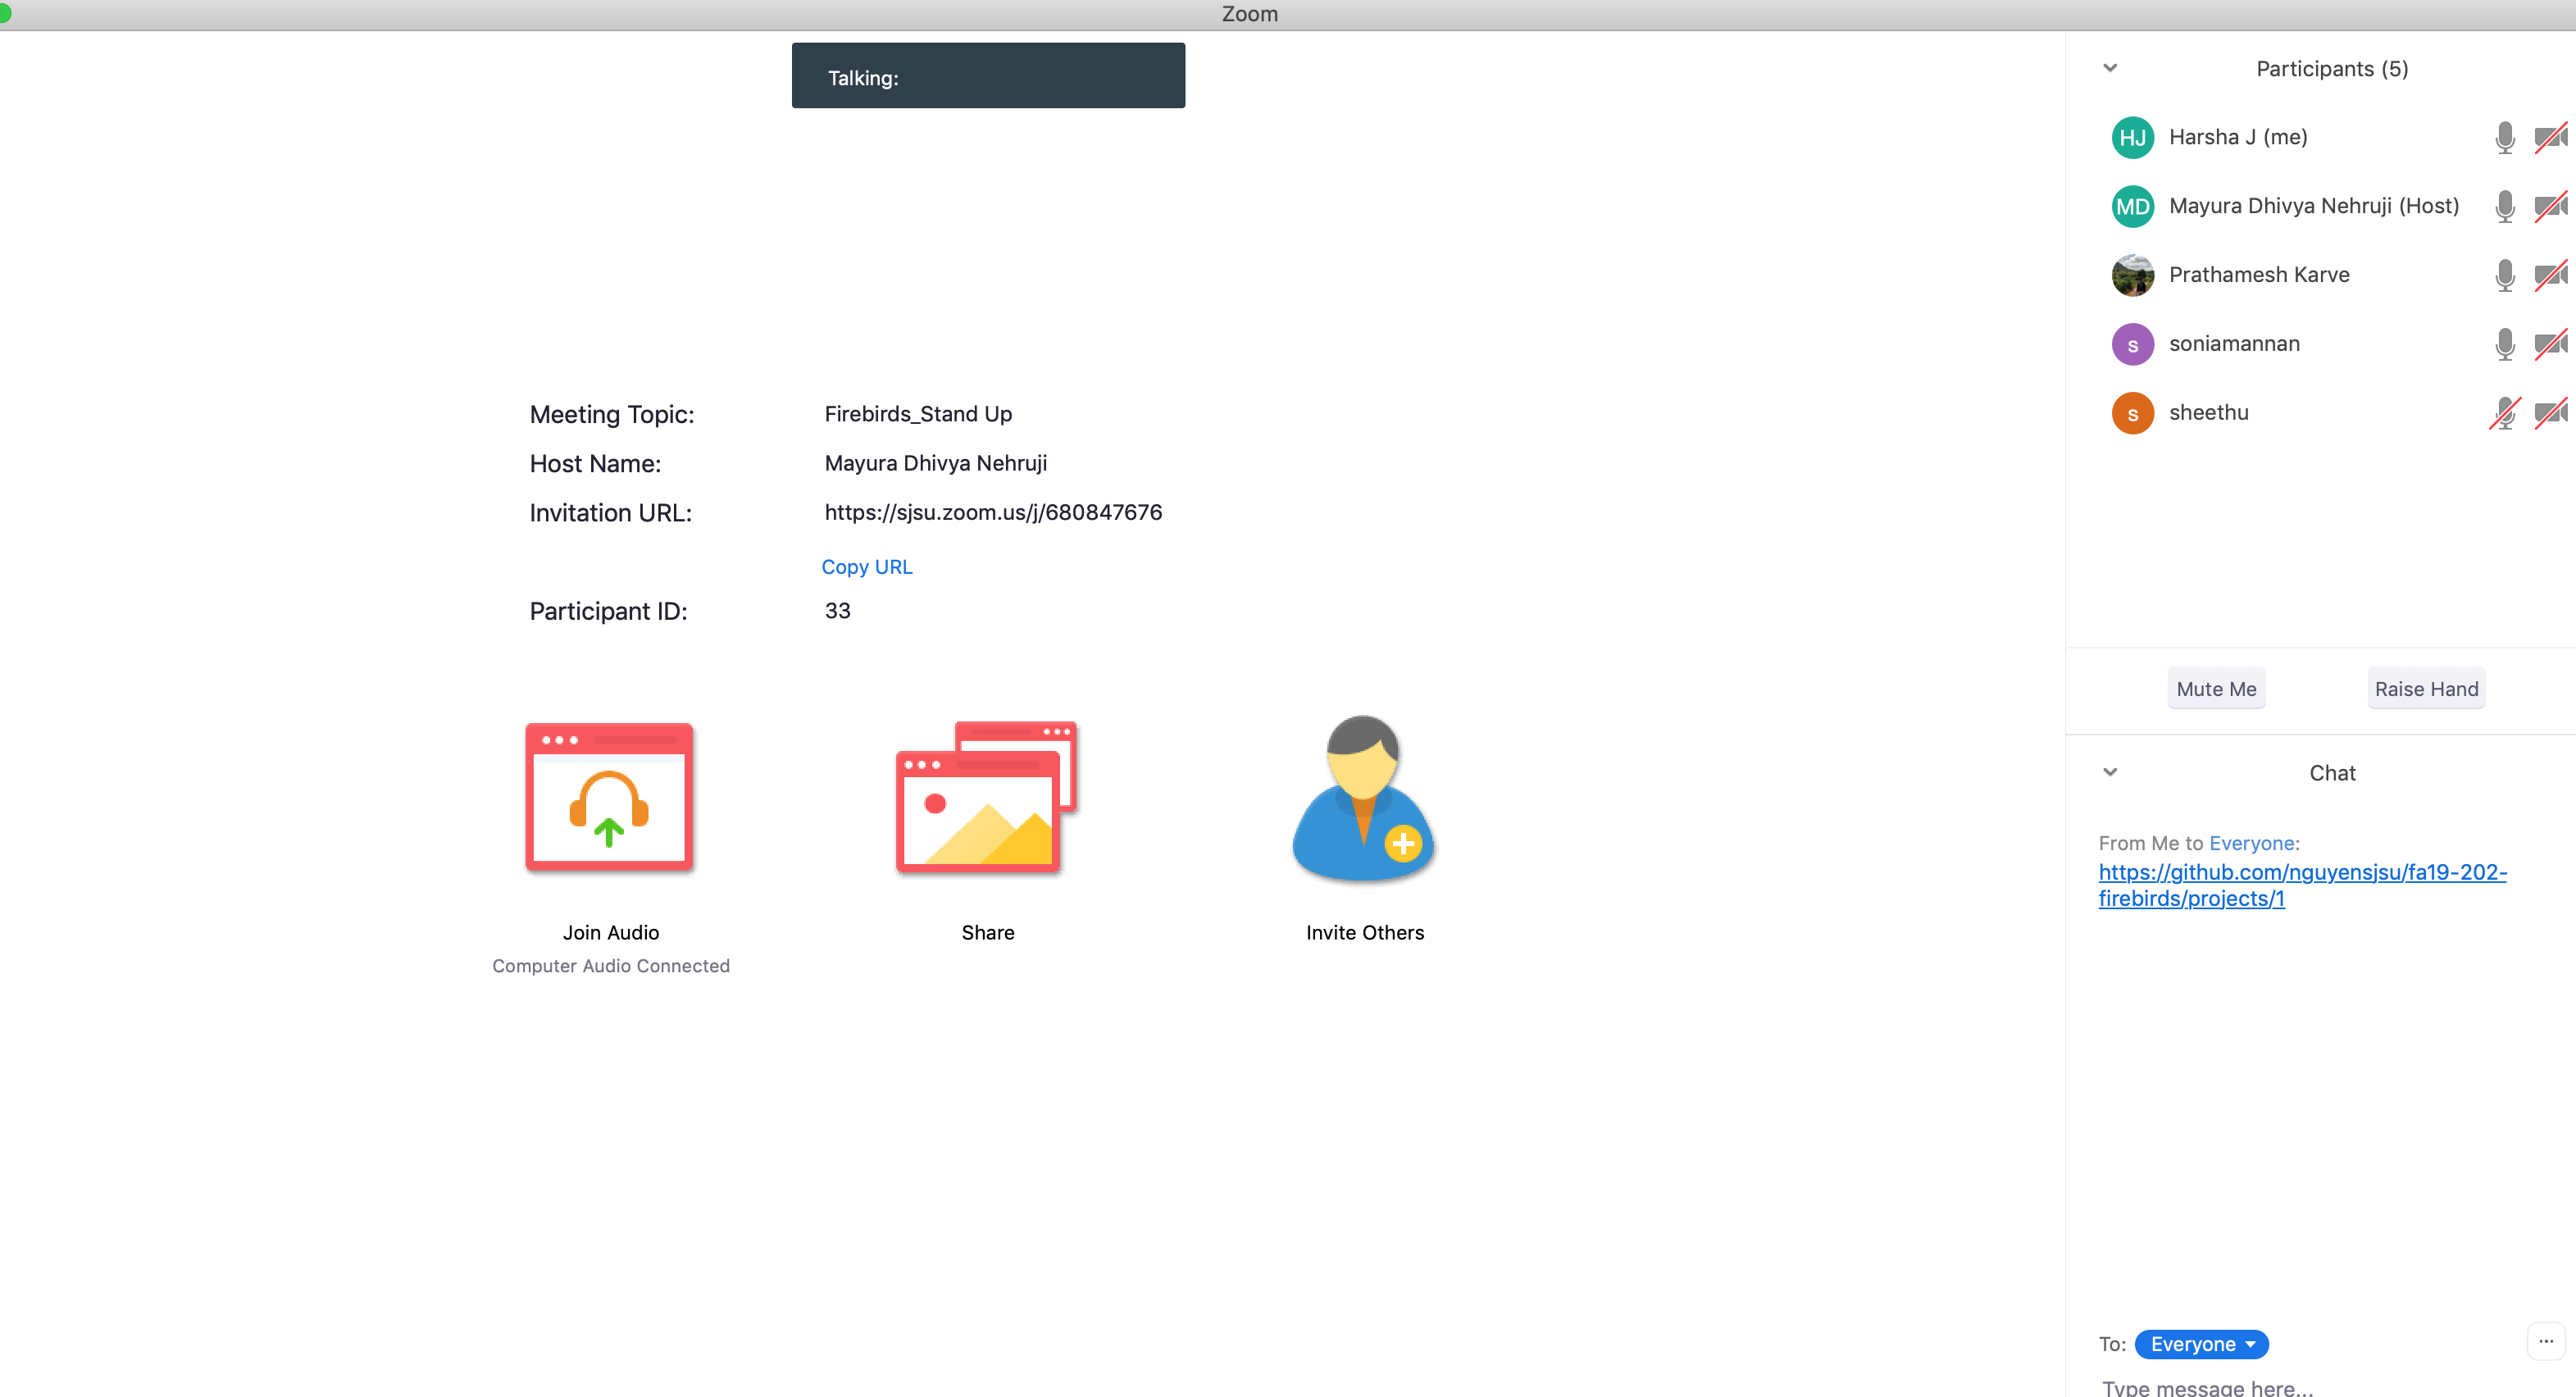 Zoom
Talking:
Meeting Topic: Firebirds_Stand Up
Host Name: Mayura Dhivya Nehruji
Invitation URL: https://sjsu.zoom.us/j/680847676
Copy URL
Participant ID: 33
Join Audio
Computer Audio Connected
Share
Invite Others
Participants (5)
HJ Harsha J (me)
MD Mayura Dhivya Nehruji (Host)
Prathamesh Karve
s soniamannan
s sheethu
Mute Me
Raise Hand
Chat
From Me to Everyone:
https://github.com/nguyensjsu/fa19-202-
firebirds/projects/1
To: Everyone
...
Type message here...